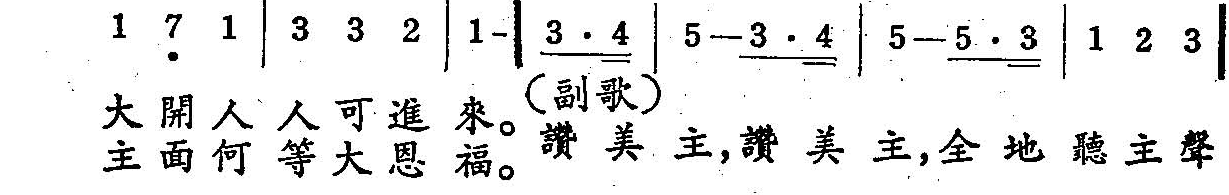 1 7̣ 1 | 3 3 2 | 1- | 3·4 | 5—3·4 | 5—5·3 | 1 2 3 |
(副歌)
大開人人可進來。
主面何等大恩福。讚美主,讚美主,全地聽主聲